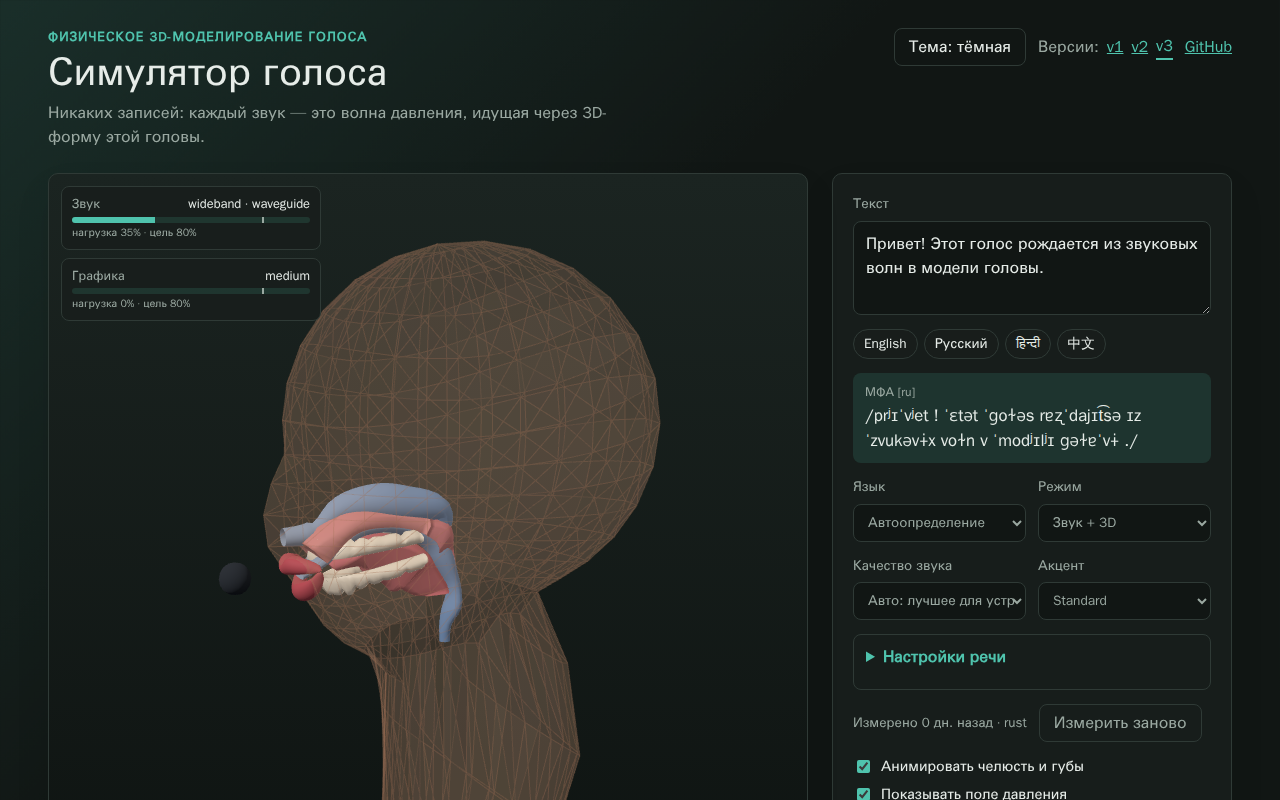 ФИЗИЧЕСКОЕ 3D-МОДЕЛИРОВАНИЕ ГОЛОСА
Симулятор голоса
Никаких записей: каждый звук — это волна давления, идущая через 3D-
форму этой головы.
Тема: тёмная
Версии: v1 v2 v3 GitHub
Звук wideband · waveguide
нагрузка 35% · цель 80%
Графика medium
нагрузка 0% · цель 80%
Текст
Привет! Этот голос рождается из звуковых
волн в модели головы.
English Русский हिन्दी 中文
МФА [ru]
/prʲɪˈvʲet ! ˈɛtət ˈɡoɫəs rɐʐˈdajɪt͡sə ɪz
ˈzvukəvɨx voɫn v ˈmodʲɪlʲɪ ɡəɫɐˈvɨ ./
Язык Режим
Автоопределение Звук + 3D
Качество звука Акцент
Авто: лучшее для устр Standard
Настройки речи
Измерено 0 дн. назад · rust Измерить заново
Анимировать челюсть и губы
Показывать поле давления